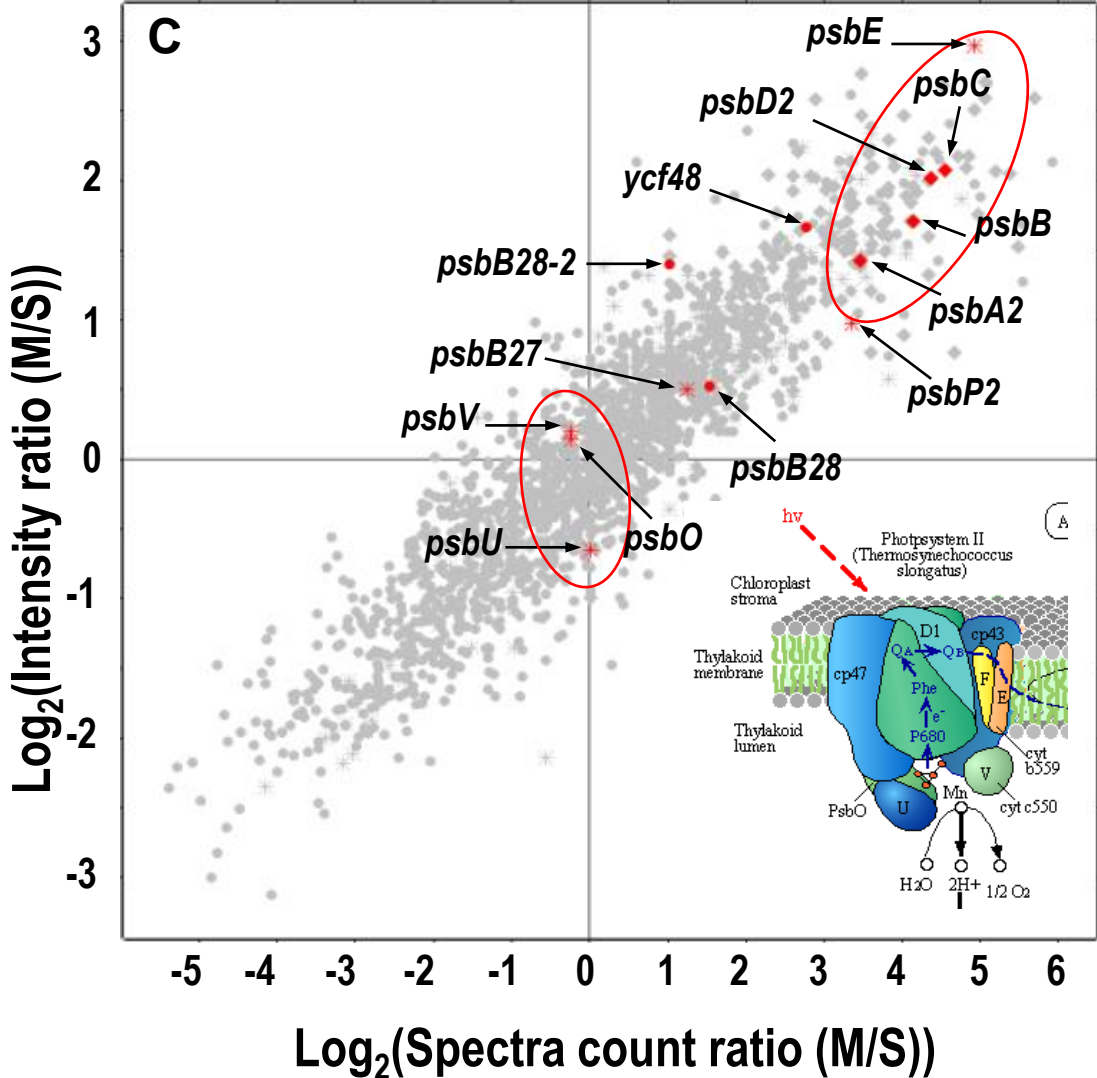 C
psbE
psbC
psbD2
ycf48
psbB
psbB28-2
psbA2
psbB27
psbP2
psbV
psbB28
psbU
psbO
3
2
1
0
-1
-2
-3
Log2(Intensity ratio (M/S))
-5 -4 -3 -2 -1 0 1 2 3 4 5 6
Log2(Spectra count ratio (M/S))
hv
A
Photpsystem II
(Thermosynechococcus
slongatus)
Chloroplast
stroma
Thylakoid
membrane
Thylakoid
lumen
D1
cp43
cp47
QA
QB
Phe
F
E
e-
P680
cyt
b559
V
Mn
PsbO
U
cyt c550
H2O
2H+
1/2 O2